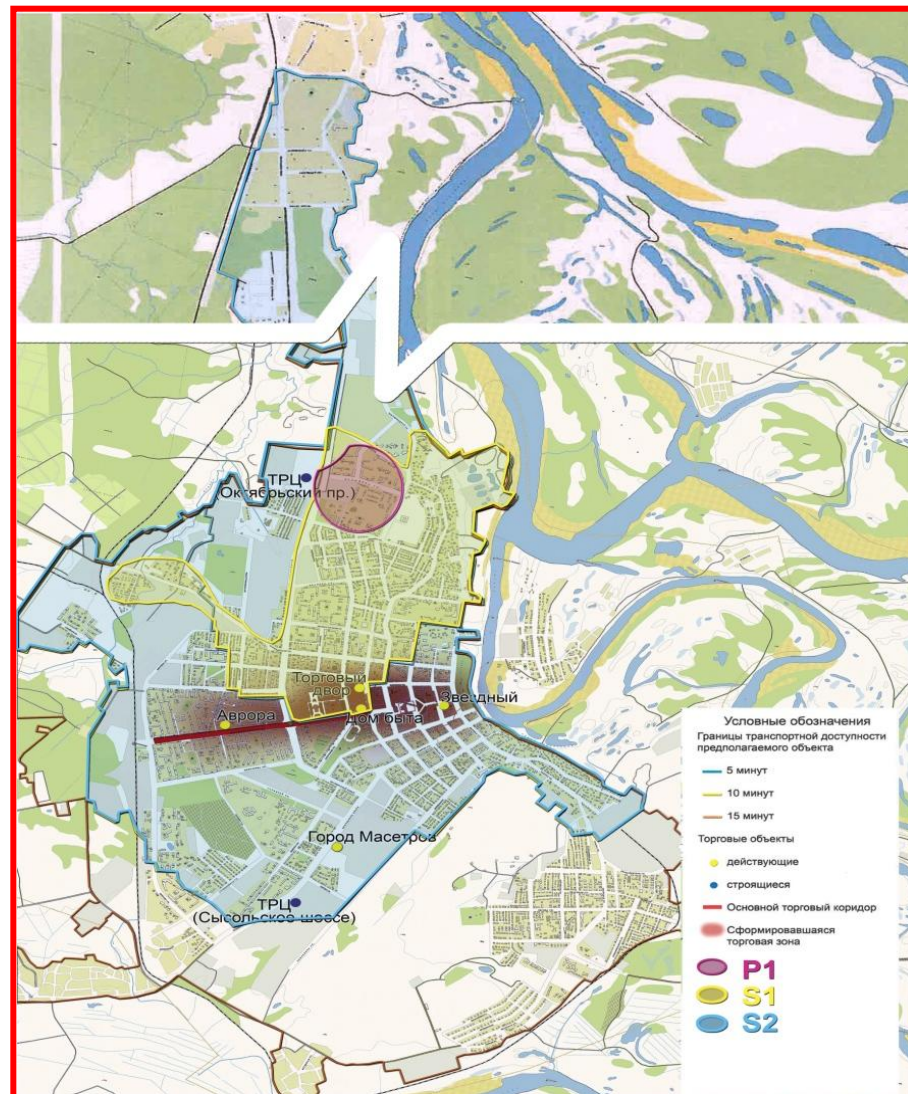 ТРЦ
(Октябрьский пр.)
Торговый
двор
Звездный
Аврора
Дом быта
Город Масетров
ТРЦ
(Сысольское шоссе)
Условные обозначения
Границы транспортной доступности
предполагаемого объекта
5 минут
10 минут
15 минут
Торговые объекты
действующие
строящиеся
Основной торговый коридор
Сформировавшаяся
торговая зона
P1
S1
S2